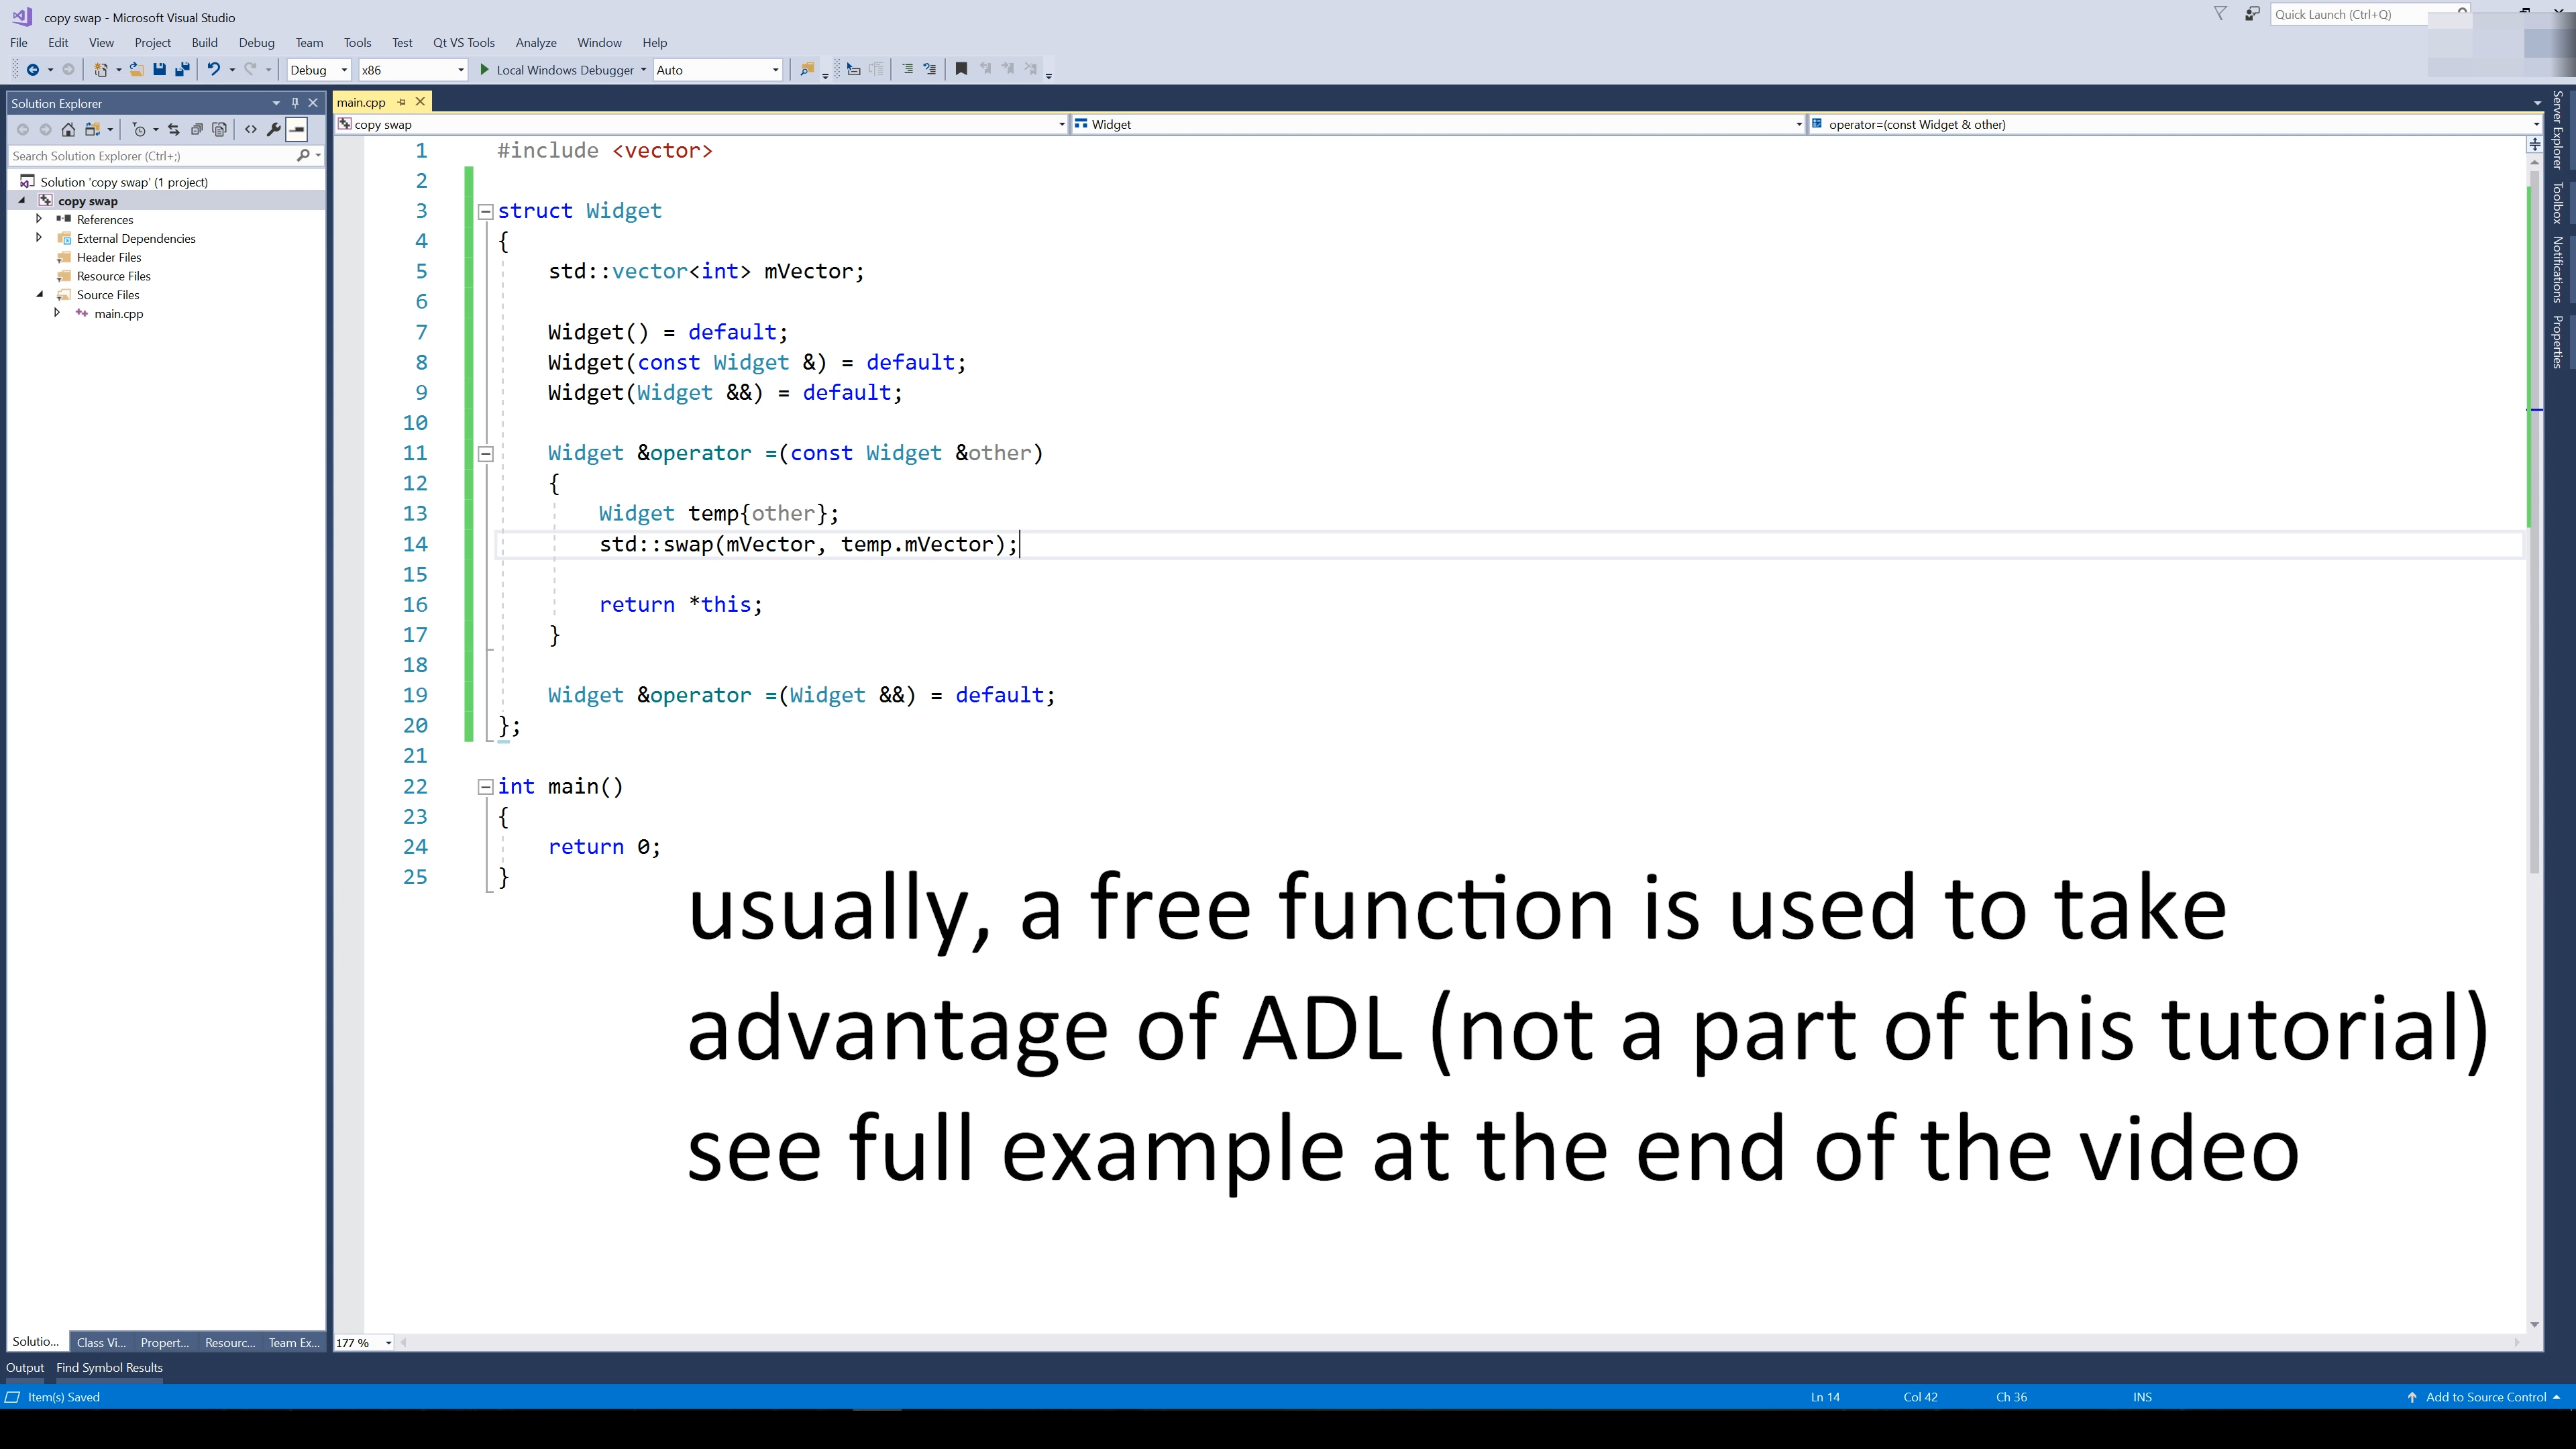 copy swap - Microsoft Visual Studio
Quick Launch (Ctrl+Q)
File Edit View Project Build Debug Team Tools Test Qt VS Tools Analyze Window Help
Debug x86 Local Windows Debugger Auto
Solution Explorer
Search Solution Explorer (Ctrl+;)
Solution 'copy swap' (1 project)
copy swap
References
External Dependencies
Header Files
Resource Files
Source Files
main.cpp
main.cpp
copy swap Widget operator=(const Widget & other)
1 #include <vector>
2
3 struct Widget
4 {
5 std::vector<int> mVector;
6
7 Widget() = default;
8 Widget(const Widget &) = default;
9 Widget(Widget &&) = default;
10
11 Widget &operator =(const Widget &other)
12 {
13 Widget temp{other};
14 std::swap(mVector, temp.mVector);
15
16 return *this;
17 }
18
19 Widget &operator =(Widget &&) = default;
20 };
21
22 int main()
23 {
24 return 0;
25 }
usually, a free function is used to take
advantage of ADL (not a part of this tutorial)
see full example at the end of the video
Server Explorer
Toolbox
Notifications
Properties
177 %
Solutio... Class Vi... Propert... Resourc... Team Ex...
Output Find Symbol Results
Item(s) Saved Ln 14 Col 42 Ch 36 INS Add to Source Control